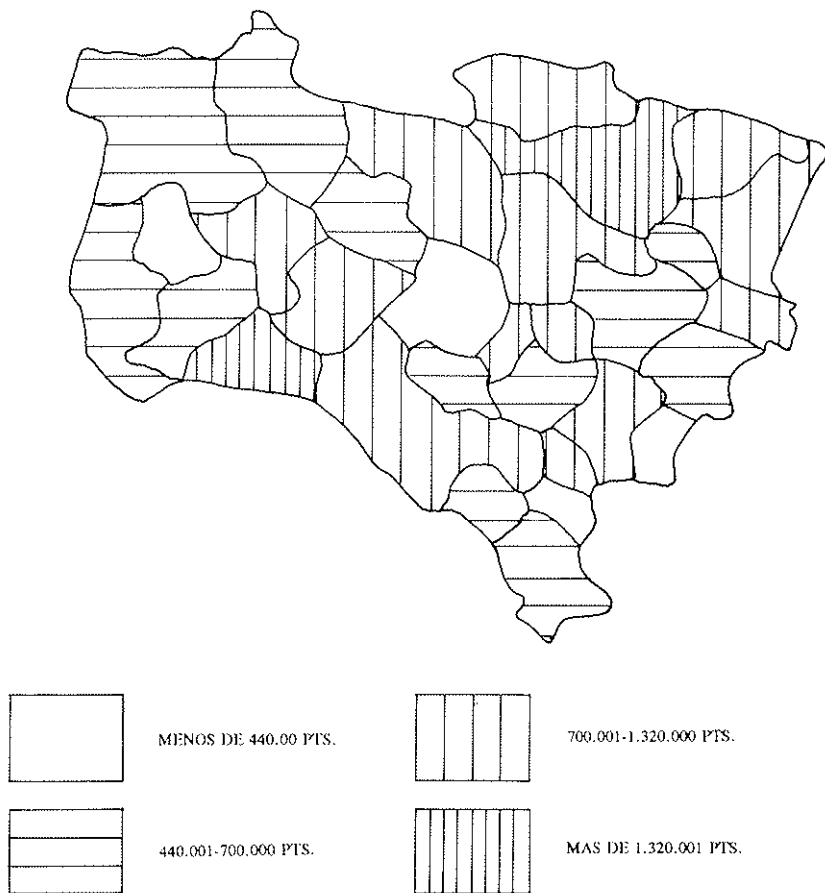 MENOS DE 440.00 PTS.
700.001-1.320.000 PTS.
440.001-700.000 PTS.
MAS DE 1.320.001 PTS.